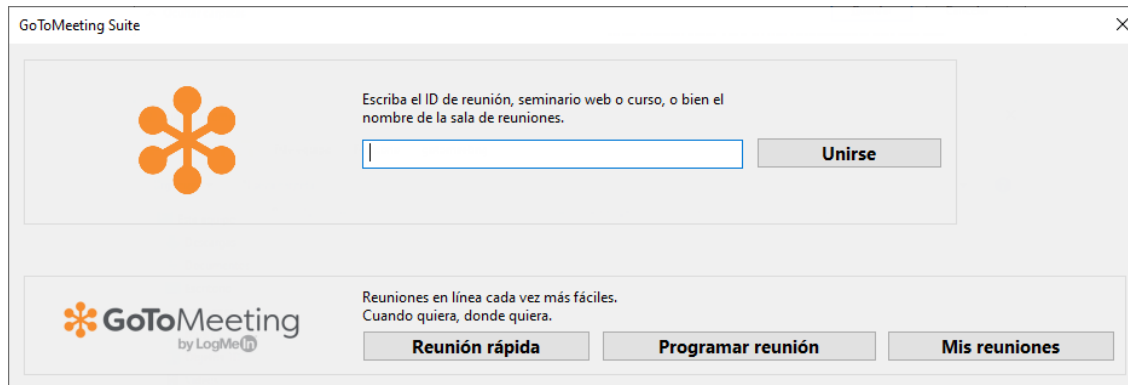 GoToMeeting Suite
Escriba el ID de reunión, seminario web o curso, o bien el
nombre de la sala de reuniones.
Unirse
GoToMeeting
by LogMeIn
Reuniones en línea cada vez más fáciles.
Cuando quiera, donde quiera.
Reunión rápida
Programar reunión
Mis reuniones